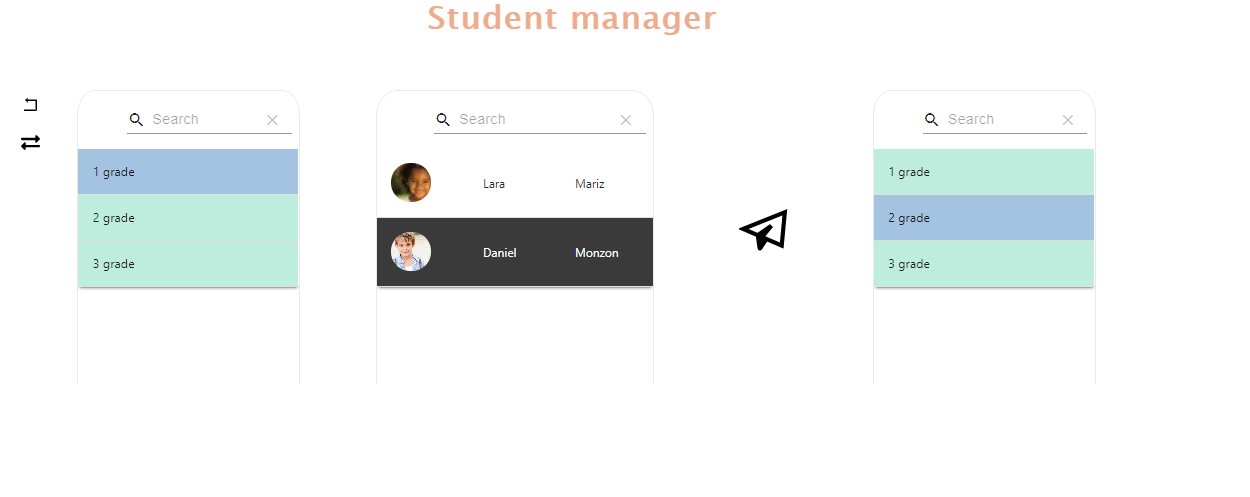 Student manager
Search
1 grade
2 grade
3 grade
Search
Lara Mariz
Daniel Monzon
Search
1 grade
2 grade
3 grade